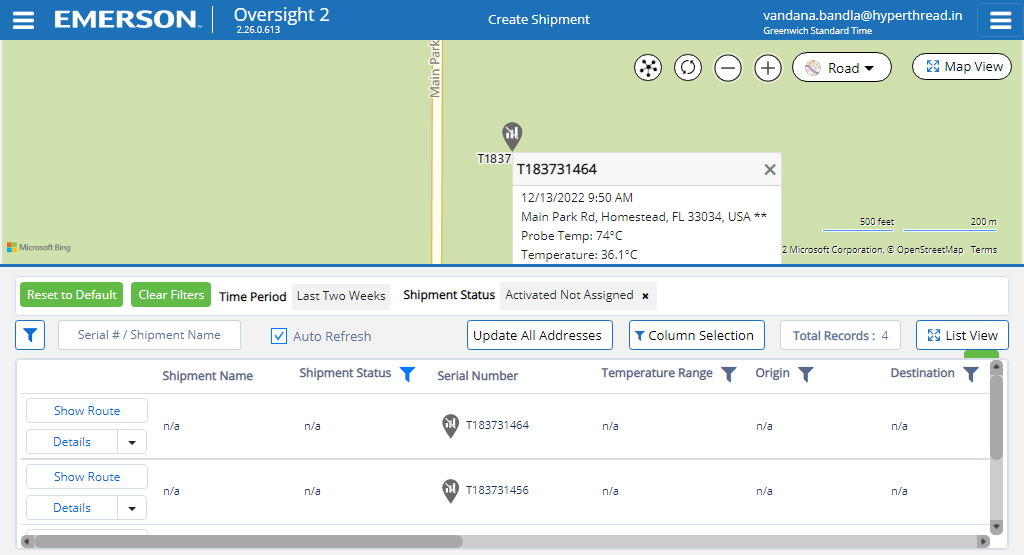 EMERSON
Oversight 2
2.26.0.613
Create Shipment
vandana.bandla@hyperthread.in
Greenwich Standard Time
Main Park
Road
Map View
T1837
T183731464
12/13/2022 9:50 AM
Main Park Rd, Homestead, FL 33034, USA **
Probe Temp: 74°C
Temperature: 36.1°C
500 feet
200 m
Microsoft Bing
2 Microsoft Corporation, © OpenStreetMap Terms
Reset to Default
Clear Filters
Time Period
Last Two Weeks
Shipment Status
Activated Not Assigned ×
Serial # / Shipment Name
Auto Refresh
Update All Addresses
Column Selection
Total Records : 4
List View
Shipment Name
Shipment Status
Serial Number
Temperature Range
Origin
Destination
Show Route
Details
n/a
n/a
T183731464
n/a
n/a
n/a
Show Route
Details
n/a
n/a
T183731456
n/a
n/a
n/a